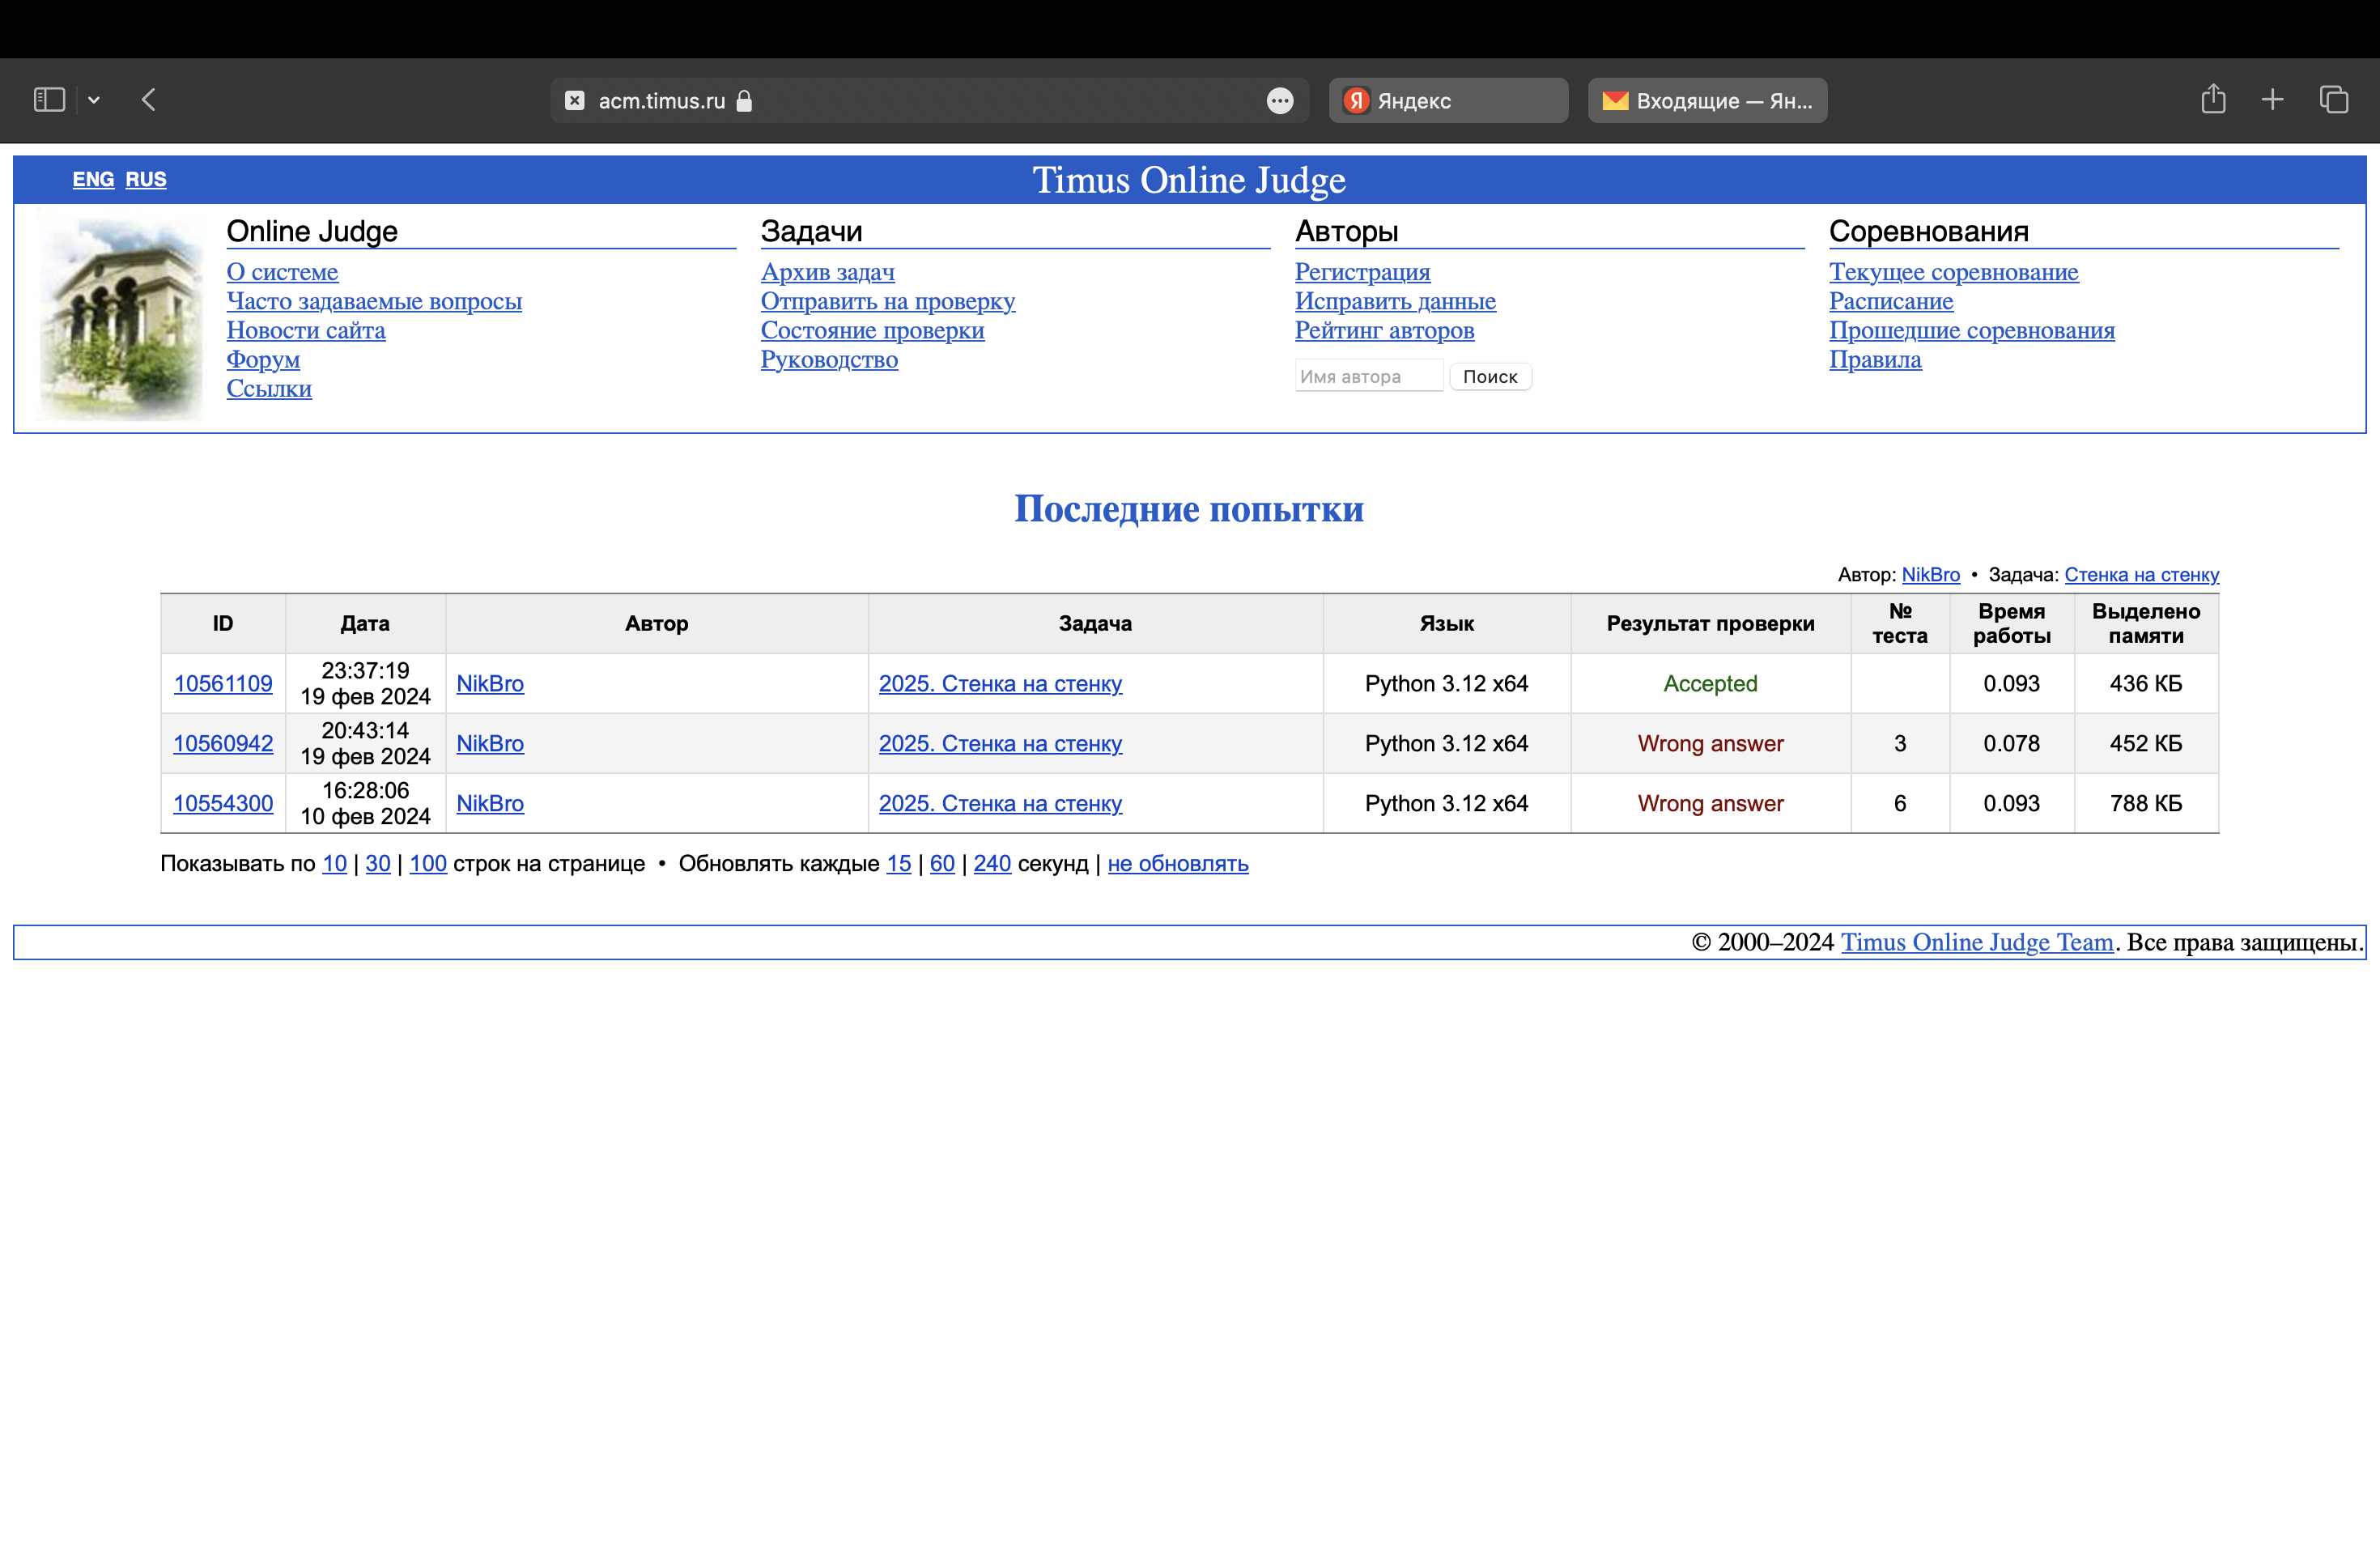 acm.timus.ru
Яндекс
Входящие — Ян...
ENG RUS
Timus Online Judge
Online Judge
О системе
Часто задаваемые вопросы
Новости сайта
Форум
Ссылки
Задачи
Архив задач
Отправить на проверку
Состояние проверки
Руководство
Авторы
Регистрация
Исправить данные
Рейтинг авторов
Имя автора Поиск
Соревнования
Текущее соревнование
Расписание
Прошедшие соревнования
Правила
Последние попытки
Автор: NikBro • Задача: Стенка на стенку
ID Дата Автор Задача Язык Результат проверки № теста Время работы Выделено памяти
10561109 23:37:19 19 фев 2024 NikBro 2025. Стенка на стенку Python 3.12 x64 Accepted 0.093 436 КБ
10560942 20:43:14 19 фев 2024 NikBro 2025. Стенка на стенку Python 3.12 x64 Wrong answer 3 0.078 452 КБ
10554300 16:28:06 10 фев 2024 NikBro 2025. Стенка на стенку Python 3.12 x64 Wrong answer 6 0.093 788 КБ
Показывать по 10 | 30 | 100 строк на странице • Обновлять каждые 15 | 60 | 240 секунд | не обновлять
© 2000–2024 Timus Online Judge Team. Все права защищены.